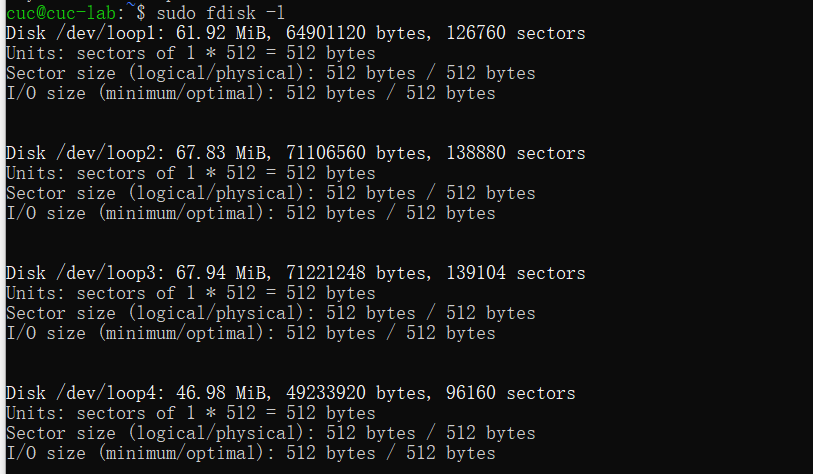 cuc@cuc-lab:~$ sudo fdisk -l
Disk /dev/loop1: 61.92 MiB, 64901120 bytes, 126760 sectors
Units: sectors of 1 * 512 = 512 bytes
Sector size (logical/physical): 512 bytes / 512 bytes
I/O size (minimum/optimal): 512 bytes / 512 bytes
Disk /dev/loop2: 67.83 MiB, 71106560 bytes, 138880 sectors
Units: sectors of 1 * 512 = 512 bytes
Sector size (logical/physical): 512 bytes / 512 bytes
I/O size (minimum/optimal): 512 bytes / 512 bytes
Disk /dev/loop3: 67.94 MiB, 71221248 bytes, 139104 sectors
Units: sectors of 1 * 512 = 512 bytes
Sector size (logical/physical): 512 bytes / 512 bytes
I/O size (minimum/optimal): 512 bytes / 512 bytes
Disk /dev/loop4: 46.98 MiB, 49233920 bytes, 96160 sectors
Units: sectors of 1 * 512 = 512 bytes
Sector size (logical/physical): 512 bytes / 512 bytes
I/O size (minimum/optimal): 512 bytes / 512 bytes